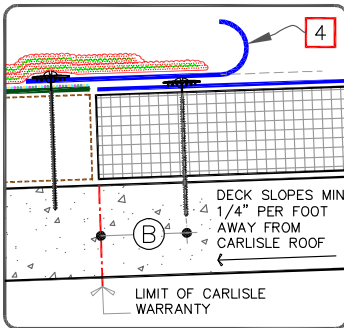 4
DECK SLOPES MIN
1/4" PER FOOT
AWAY FROM
CARLISLE ROOF
B
LIMIT OF CARLISLE
WARRANTY